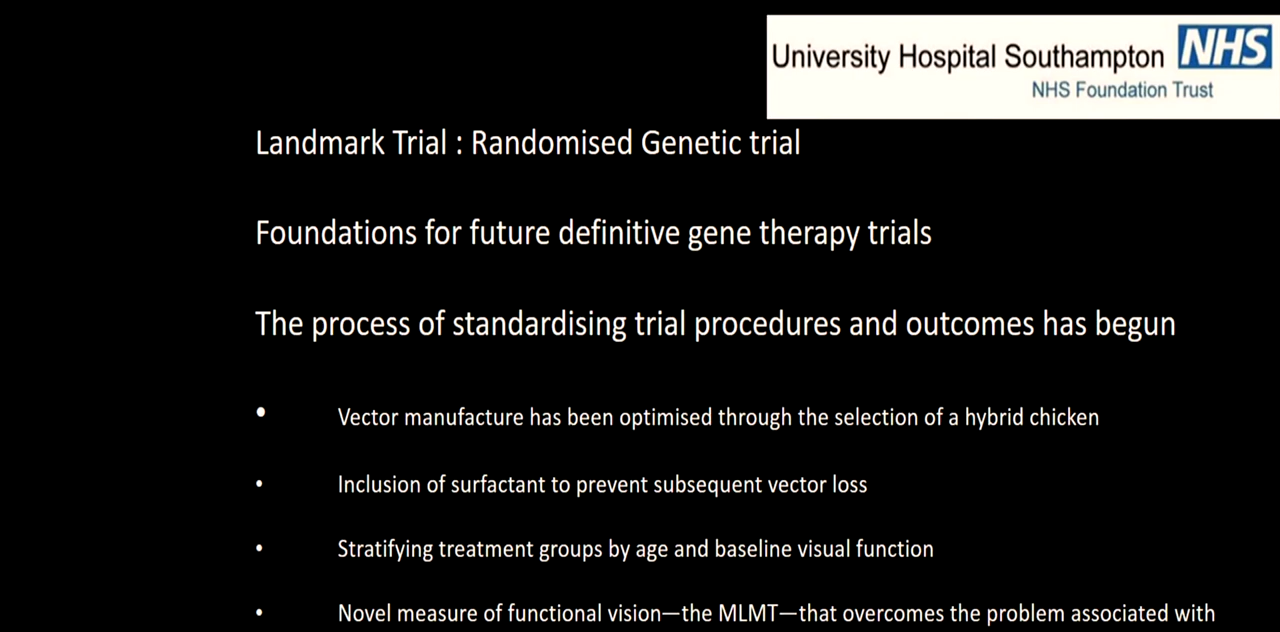 University Hospital Southampton NHS
NHS Foundation Trust
Landmark Trial : Randomised Genetic trial
Foundations for future definitive gene therapy trials
The process of standardising trial procedures and outcomes has begun
• Vector manufacture has been optimised through the selection of a hybrid chicken
• Inclusion of surfactant to prevent subsequent vector loss
• Stratifying treatment groups by age and baseline visual function
• Novel measure of functional vision—the MLMT—that overcomes the problem associated with